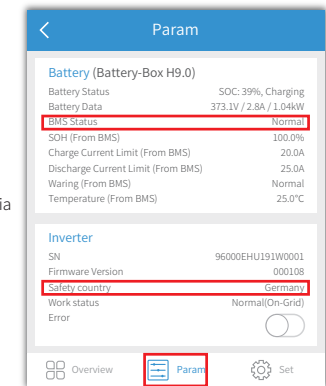 Param
Battery (Battery-Box H9.0)
Battery Status SOC: 39%, Charging
Battery Data 373.1V / 2.8A / 1.04kW
BMS Status Normal
SOH (From BMS) 100.0%
Charge Current Limit (From BMS) 20.0A
Discharge Current Limit (From BMS) 25.0A
Waring (From BMS) Normal
Temperature (From BMS) 25.0°C
ia
Inverter
SN 96000EHU191W0001
Firmware Version 000108
Safety country Germany
Work status Normal(On-Grid)
Error
Overview Param Set